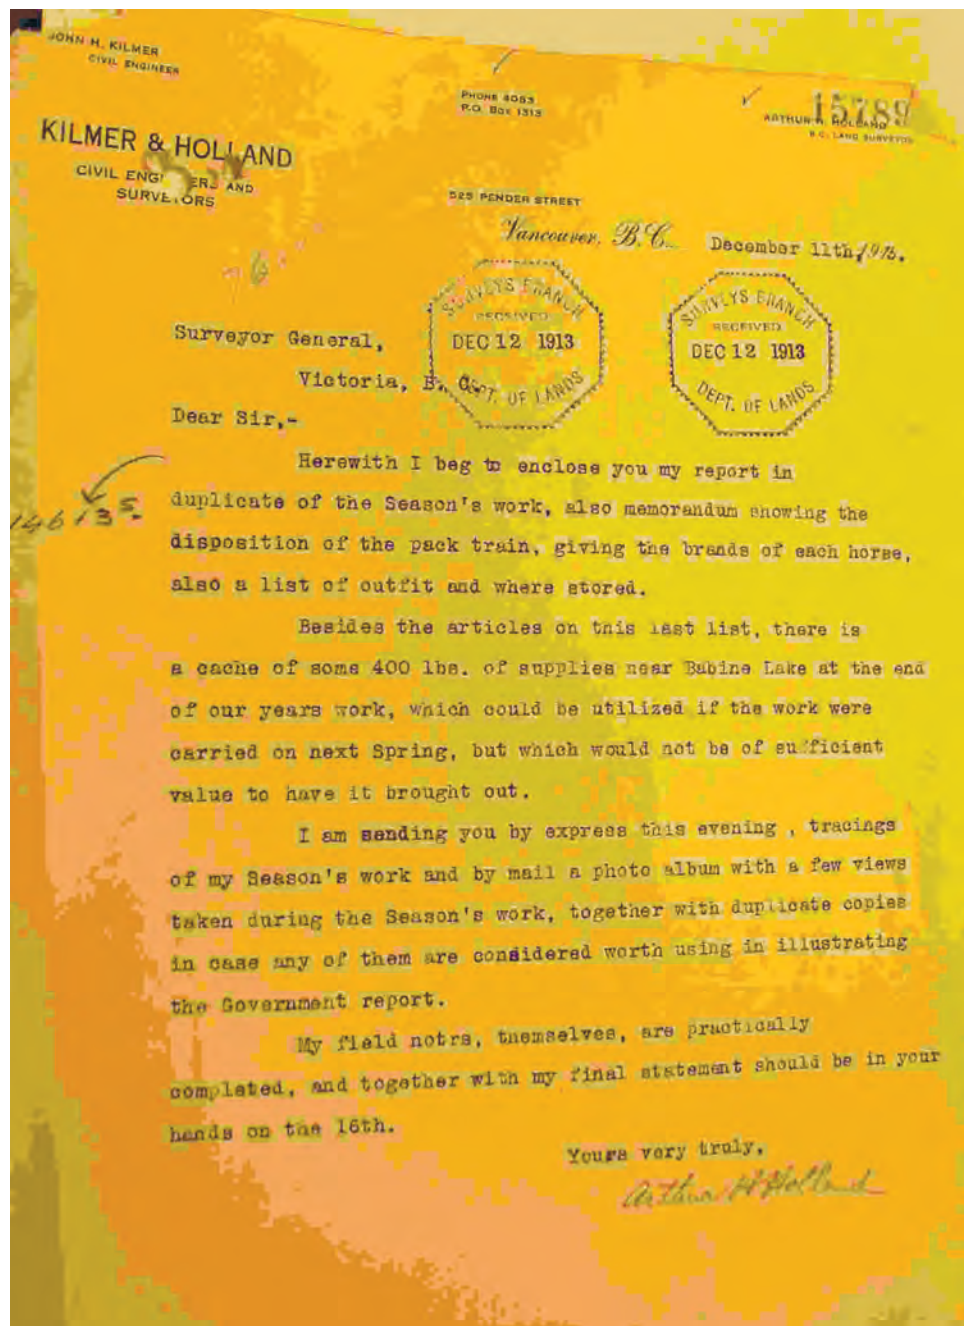 JOHN H. KILMER
CIVIL ENGINEER
PHONE 4053
P.O. BOX 1313
15789
ARTHUR H. HOLLAND
B.C. LAND SURVEYOR
KILMER & HOLLAND
CIVIL ENGINEERS AND
SURVEYORS
525 PENDER STREET
Vancouver, B.C. December 11th, 1913.
6
SURVEYS BRANCH
RECEIVED
DEC 12 1913
DEPT. OF LANDS
SURVEYS BRANCH
RECEIVED
DEC 12 1913
DEPT. OF LANDS
Surveyor General,
Victoria, B. C.
Dear Sir,-
Herewith I beg to enclose you my report in
146135.
duplicate of the Season's work, also memorandum showing the
disposition of the pack train, giving the brands of each horse,
also a list of outfit and where stored.
Besides the articles on this last list, there is
a cache of some 400 lbs. of supplies near Babine Lake at the end
of our years work, which could be utilized if the work were
carried on next Spring, but which would not be of sufficient
value to have it brought out.
I am sending you by express this evening , tracings
of my Season's work and by mail a photo album with a few views
taken during the Season's work, together with duplicate copies
in case any of them are considered worth using in illustrating
the Government report.
My field notrs, themselves, are practically
completed, and together with my final statement should be in your
hands on the 16th.
Yours very truly,
Arthur H Holland